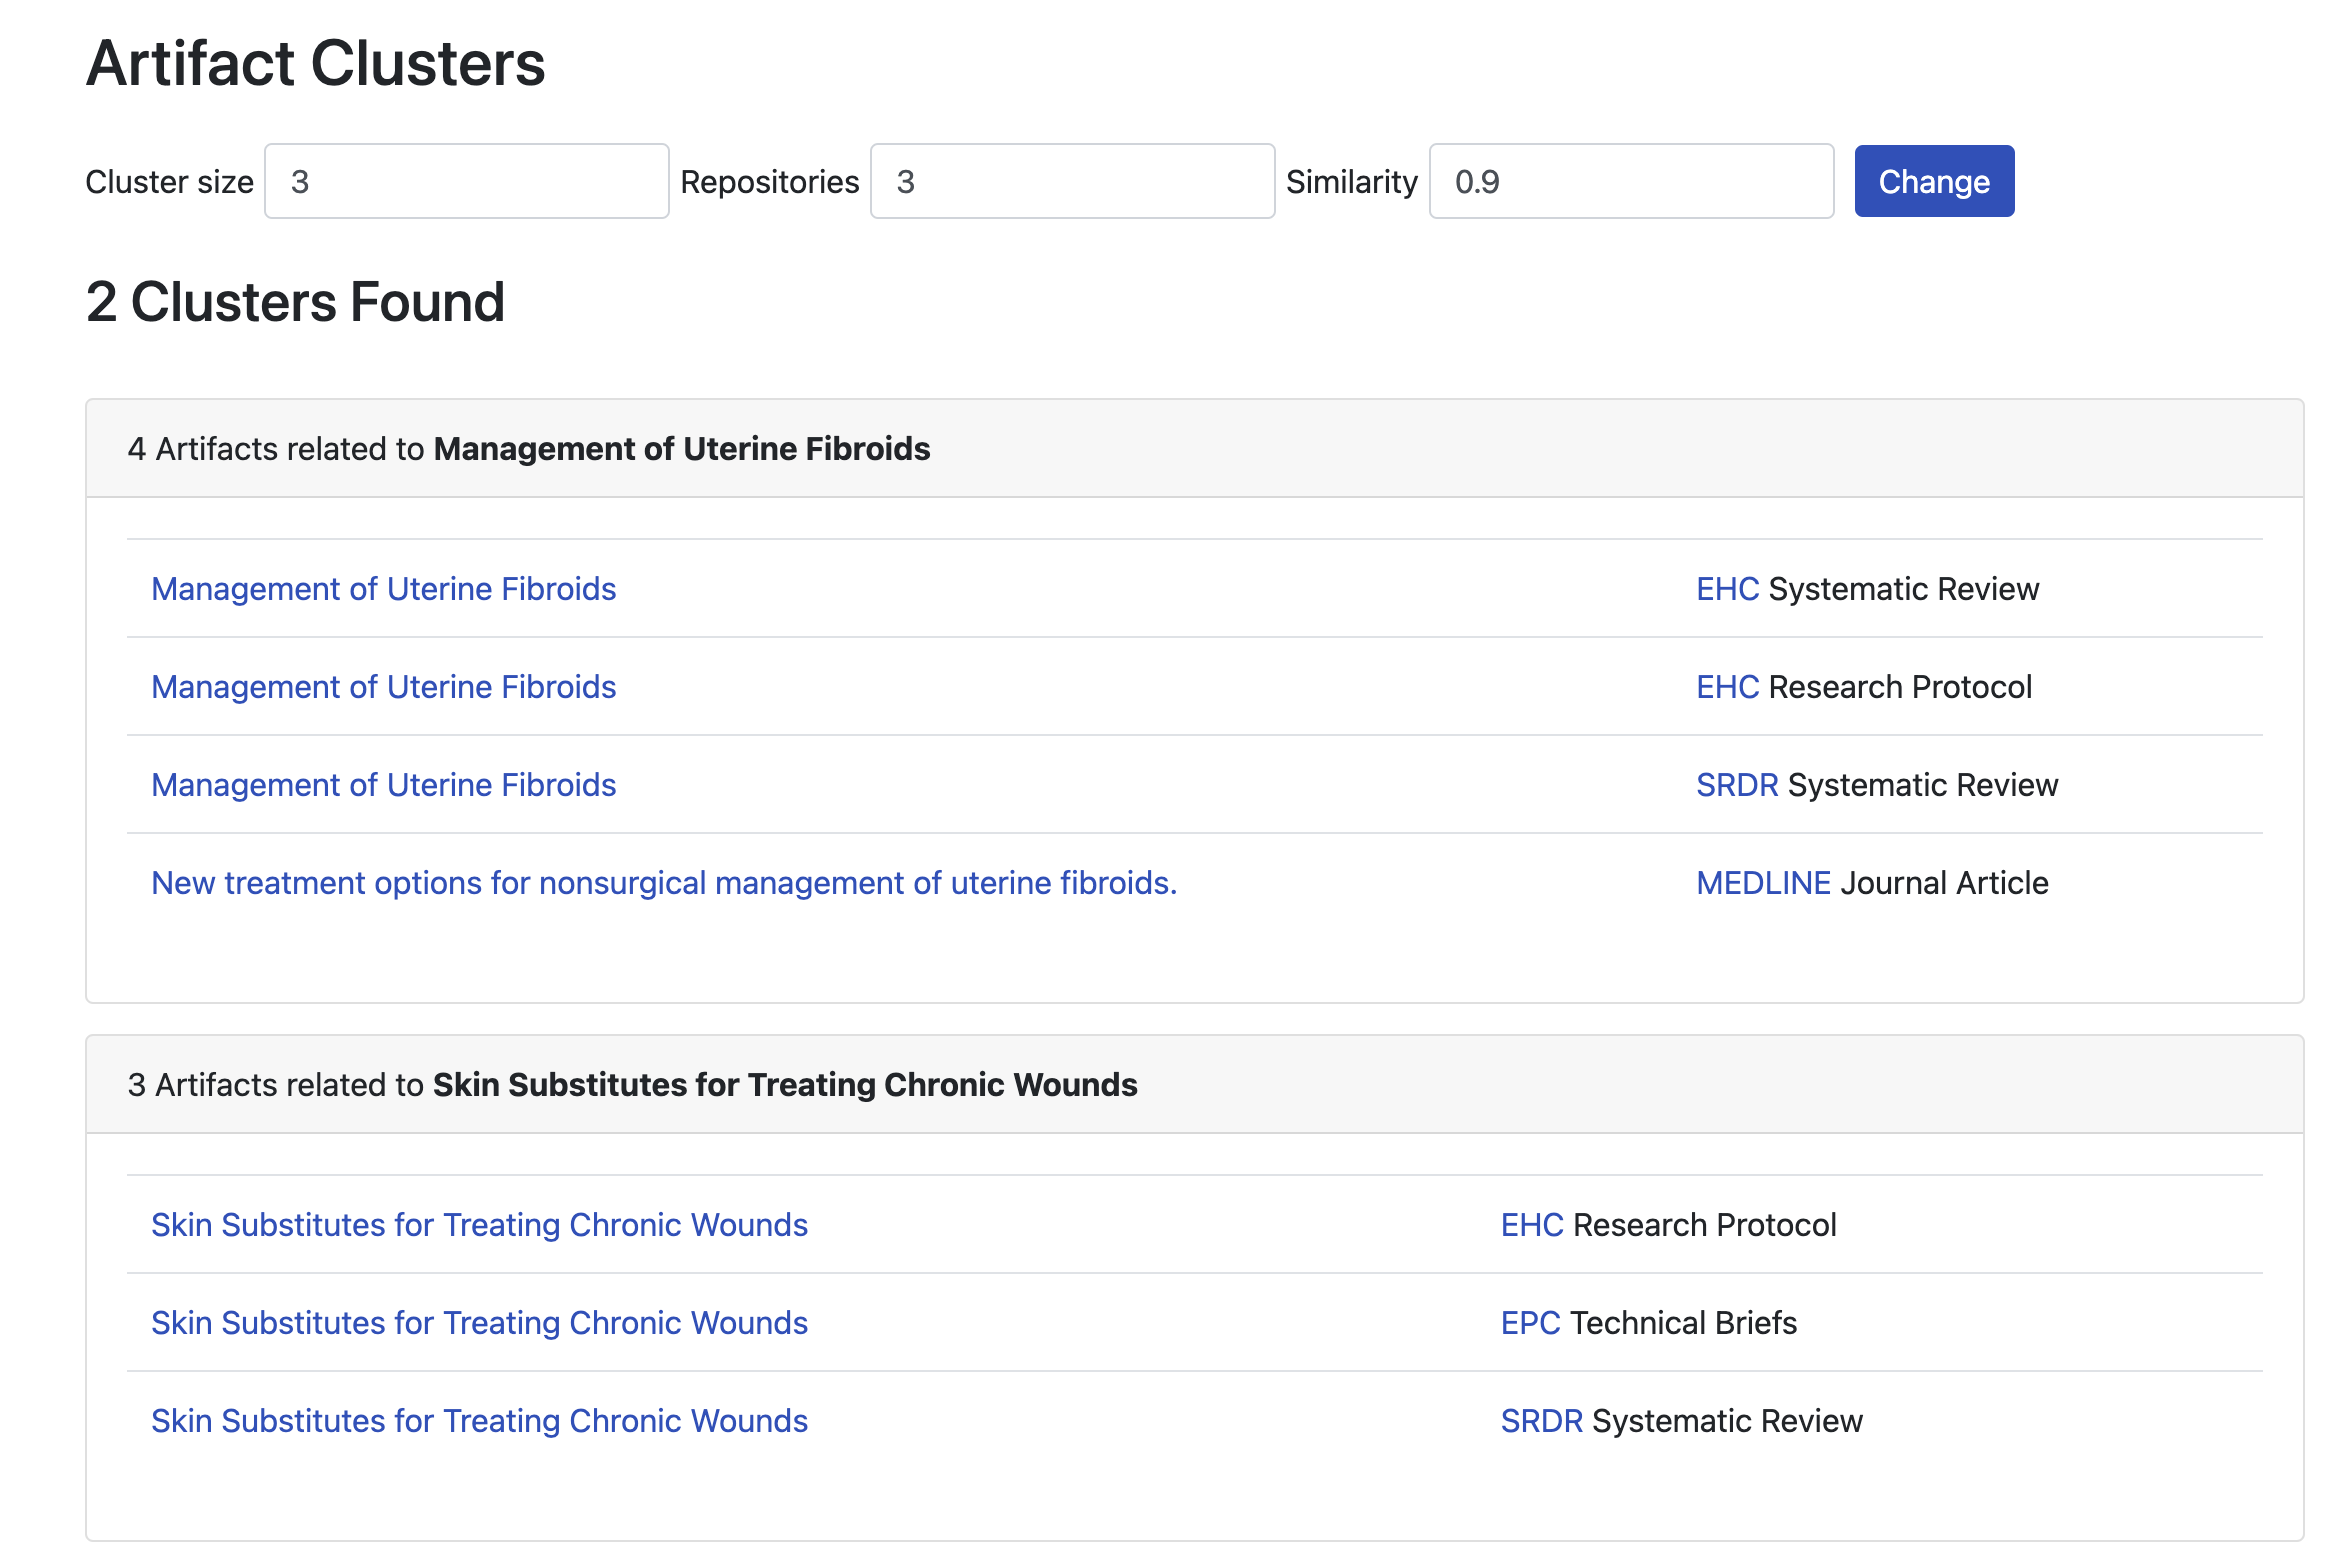 Artifact Clusters
Cluster size 3 Repositories 3 Similarity 0.9 Change
2 Clusters Found
4 Artifacts related to Management of Uterine Fibroids
Management of Uterine Fibroids EHC Systematic Review
Management of Uterine Fibroids EHC Research Protocol
Management of Uterine Fibroids SRDR Systematic Review
New treatment options for nonsurgical management of uterine fibroids. MEDLINE Journal Article
3 Artifacts related to Skin Substitutes for Treating Chronic Wounds
Skin Substitutes for Treating Chronic Wounds EHC Research Protocol
Skin Substitutes for Treating Chronic Wounds EPC Technical Briefs
Skin Substitutes for Treating Chronic Wounds SRDR Systematic Review